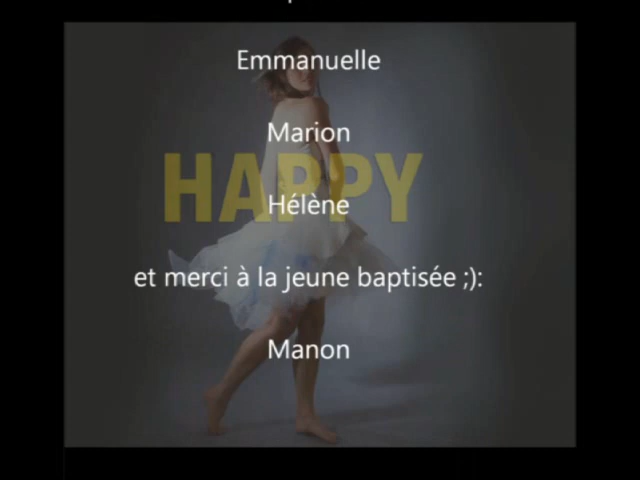 Emmanuelle
Marion
HAPPY
Hélène
et merci à la jeune baptisée ;):
Manon